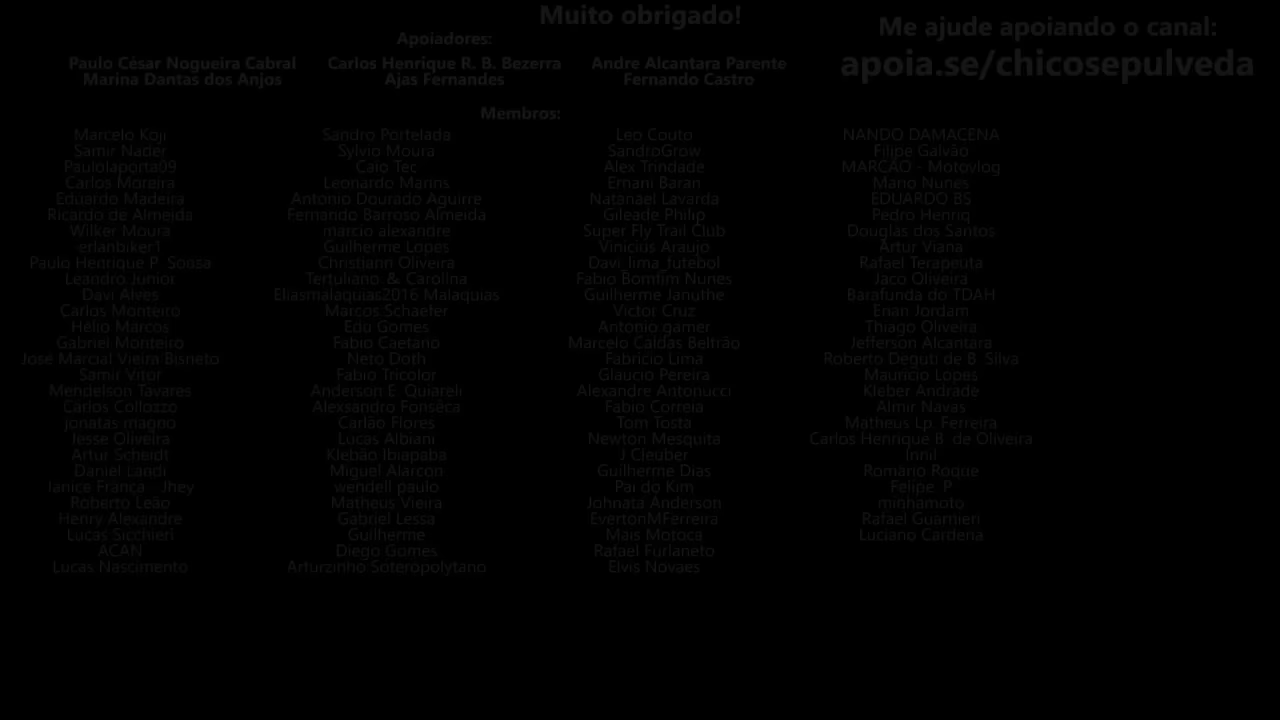 Muito obrigado!
Me ajude apoiando o canal:
apoia.se/chicosepulveda
Apoiadores:
Paulo César Nogueira Cabral
Marina Dantas dos Anjos
Carlos Henrique R. B. Bezerra
Ajas Fernandes
Andre Alcantara Parente
Fernando Castro
Membros:
Marcelo Koji
Samir Nader
Paulolaporta09
Carlos Moreira
Eduardo Madeira
Ricardo de Almeida
Wilker Moura
erlanbiker1
Paulo Henrique P. Sousa
Leandro Junior
Davi Alves
Carlos Monteiro
Hélio Marcos
Gabriel Monteiro
José Marcial Vieira Bisneto
Samir Vitor
Mendelson Tavares
Carlos Collazzo
jonatas magno
Jesse Oliveira
Artur Scheidt
Daniel Landi
Janice França - Jhey
Roberto Leão
Henry Alexandre
Lucas Sicchieri
ACAN
Lucas Nascimento
Sandro Portelada
Sylvio Moura
Caio Tec
Leonardo Marins
Antonio Dourado Aguirre
Fernando Barroso Almeida
marcio alexandre
Guilherme Lopes
Christiann Oliveira
Tertuliano & Carolina
Eliasmalaquias2016 Malaquias
Marcos Schaefer
Edu Gomes
Fabio Caetano
Neto Doth
Fabio Tricolor
Anderson E. Quiareli
Alexsandro Fonsêca
Carlão Flores
Lucas Albiani
Klebão Ibiapaba
Miguel Alarcon
wendell paulo
Matheus Vieira
Gabriel Lessa
Guilherme
Diego Gomes
Arturzinho Soteropolytano
Leo Couto
SandroGrow
Alex Trindade
Ernani Baran
Natanael Lavarda
Gileade Philip
Super Fly Trail Club
Vinicius Araujo
Davi_lima_futebol
Fabio Bomfim Nunes
Guilherme Januthe
Victor Cruz
Antonio gamer
Marcelo Caldas Beltrão
Fabricio Lima
Glaucio Pereira
Alexandre Antonucci
Fabio Correia
Tom Tosta
Newton Mesquita
J Cleuber
Guilherme Dias
Pai do Kim
Johnata Anderson
EvertonMFerreira
Mais Motoca
Rafael Furlaneto
Elvis Novaes
NANDO DAMACENA
Filipe Galvão
MARCÃO - Motovlog
Mario Nunes
EDUARDO BS
Pedro Henriq
Douglas dos Santos
Artur Viana
Rafael Terapeuta
Jaco Oliveira
Barafunda do TDAH
Erian Jordam
Thiago Oliveira
Jefferson Alcantara
Roberto Deguti de B. Silva
Mauricio Lopes
Kleber Andrade
Almir Navas
Matheus Lp. Ferreira
Carlos Henrique B. de Oliveira
Innil
Romário Roque
Felipe .P
minhamoto
Rafael Guarnieri
Luciano Cardena